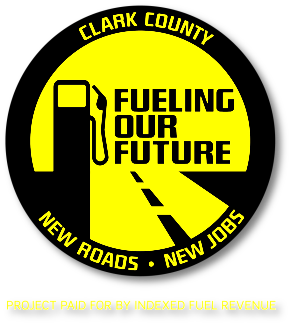 CLARK COUNTY
FUELING
OUR
FUTURE
NEW ROADS • NEW JOBS
PROJECT PAID FOR BY INDEXED FUEL REVENUE